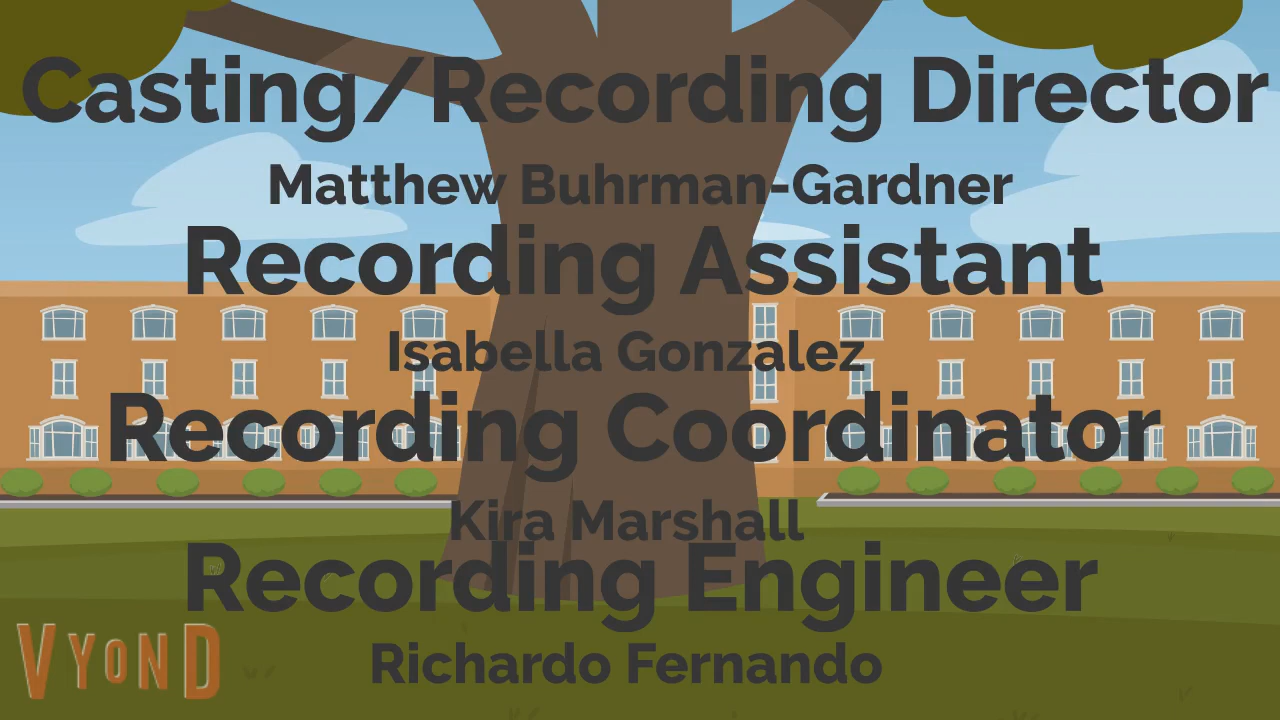 Casting/Recording Director
Matthew Buhrman-Gardner
Recording Assistant
Isabella Gonzalez
Recording Coordinator
Kira Marshall
Recording Engineer
Richardo Fernando
VYOND